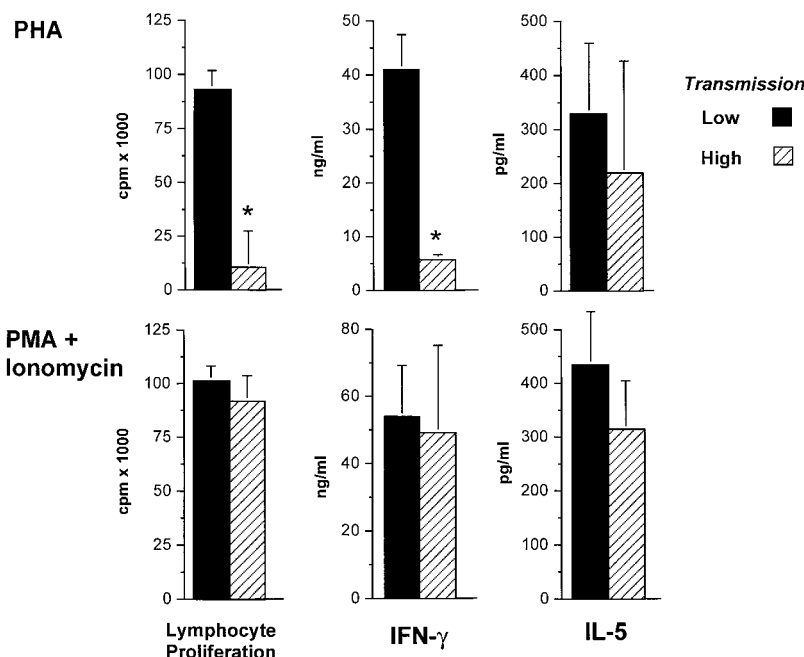 PHA
125
100
75
50
25
0
cpm x 1000
*
50
40
30
20
10
0
ng/ml
*
500
400
300
200
100
0
pg/ml
Transmission
Low
High
PMA +
Ionomycin
125
100
75
50
25
0
cpm x 1000
80
60
40
20
0
ng/ml
500
400
300
200
100
0
pg/ml
Lymphocyte
Proliferation
IFN-γ
IL-5